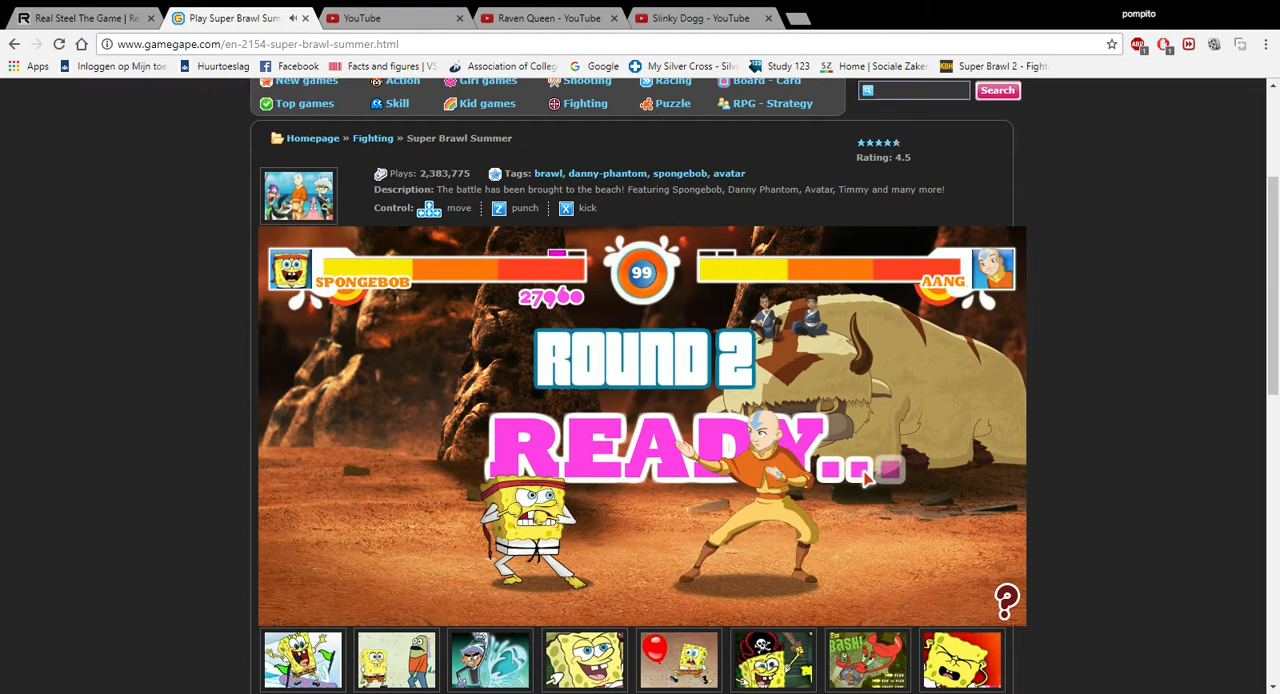 pompito
Real Steel The Game | Re
Play Super Brawl Sum
YouTube
Raven Queen - YouTube
Slinky Dogg - YouTube
www.gamegape.com/en-2154-super-brawl-summer.html
Apps
Inloggen op Mijn toe
Huurtoeslag
Facebook
Facts and figures | VS
Association of Colleg
Google
My Silver Cross - Silv
Study 123
Home | Sociale Zaken
Super Brawl 2 - Fight
New games
Action
Girl games
Shooting
Racing
Board - Card
Top games
Skill
Kid games
Fighting
Puzzle
RPG - Strategy
Search
Homepage » Fighting » Super Brawl Summer
Rating: 4.5
Plays: 2,383,775
Tags: brawl, danny-phantom, spongebob, avatar
Description: The battle has been brought to the beach! Featuring Spongebob, Danny Phantom, Avatar, Timmy and many more!
Control: move Z punch X kick
99
SPONGEBOB
AANG
27960
ROUND 2
READY...
?
BASH!